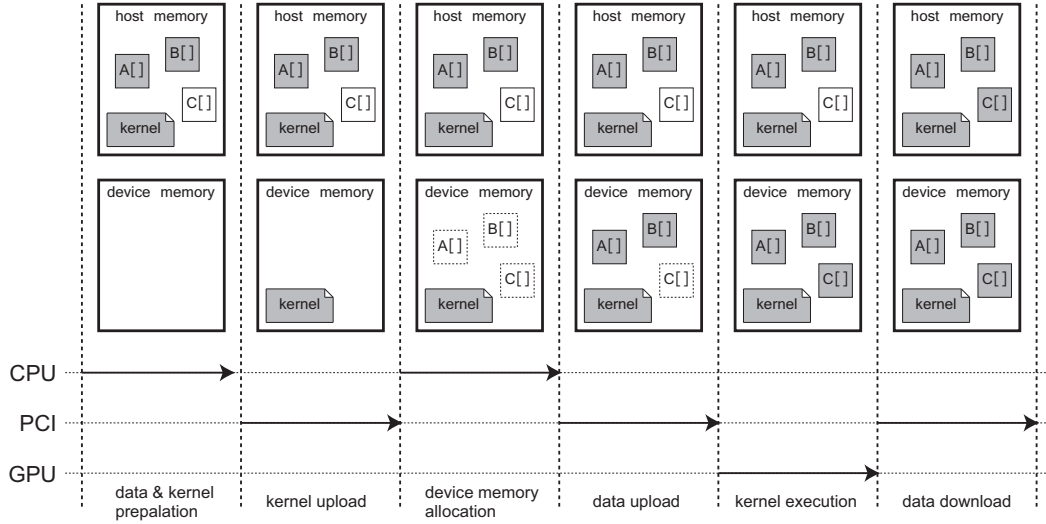 host memory
A[]
B[]
C[]
kernel
host memory
A[]
B[]
C[]
kernel
host memory
A[]
B[]
C[]
kernel
host memory
A[]
B[]
C[]
kernel
host memory
A[]
B[]
C[]
kernel
host memory
A[]
B[]
C[]
kernel
device memory
device memory
kernel
device memory
A[]
B[]
C[]
kernel
device memory
A[]
B[]
C[]
kernel
device memory
A[]
B[]
C[]
kernel
device memory
A[]
B[]
C[]
kernel
CPU
PCI
GPU
data & kernel
prepalation
kernel upload
device memory
allocation
data upload
kernel execution
data download